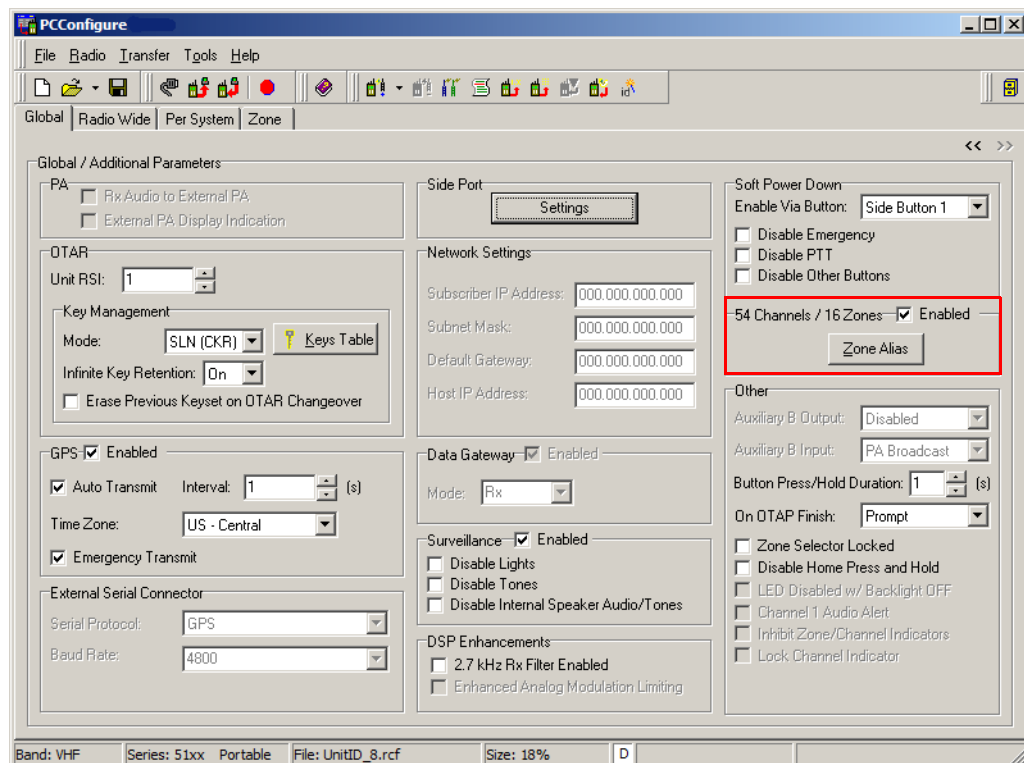 PCConfigure
File Radio Transfer Tools Help
id
Global Radio Wide Per System Zone
<< >>
Global / Additional Parameters
PA
Rx Audio to External PA
External PA Display Indication
OTAR
Unit RSI: 1
Key Management
Mode: SLN (CKR) Keys Table
Infinite Key Retention: On
Erase Previous Keyset on OTAR Changeover
GPS Enabled
Auto Transmit Interval: 1 (s)
Time Zone: US - Central
Emergency Transmit
External Serial Connector
Serial Protocol: GPS
Baud Rate: 4800
Side Port
Settings
Network Settings
Subscriber IP Address: 000.000.000.000
Subnet Mask: 000.000.000.000
Default Gateway: 000.000.000.000
Host IP Address: 000.000.000.000
Data Gateway Enabled
Mode: Rx
Surveillance Enabled
Disable Lights
Disable Tones
Disable Internal Speaker Audio/Tones
DSP Enhancements
2.7 kHz Rx Filter Enabled
Enhanced Analog Modulation Limiting
Soft Power Down
Enable Via Button: Side Button 1
Disable Emergency
Disable PTT
Disable Other Buttons
54 Channels / 16 Zones Enabled
Zone Alias
Other
Auxiliary B Output: Disabled
Auxiliary B Input: PA Broadcast
Button Press/Hold Duration: 1 (s)
On OTAP Finish: Prompt
Zone Selector Locked
Disable Home Press and Hold
LED Disabled w/ Backlight OFF
Channel 1 Audio Alert
Inhibit Zone/Channel Indicators
Lock Channel Indicator
Band: VHF Series: 51xx Portable File: UnitID_8.rcf Size: 18% D